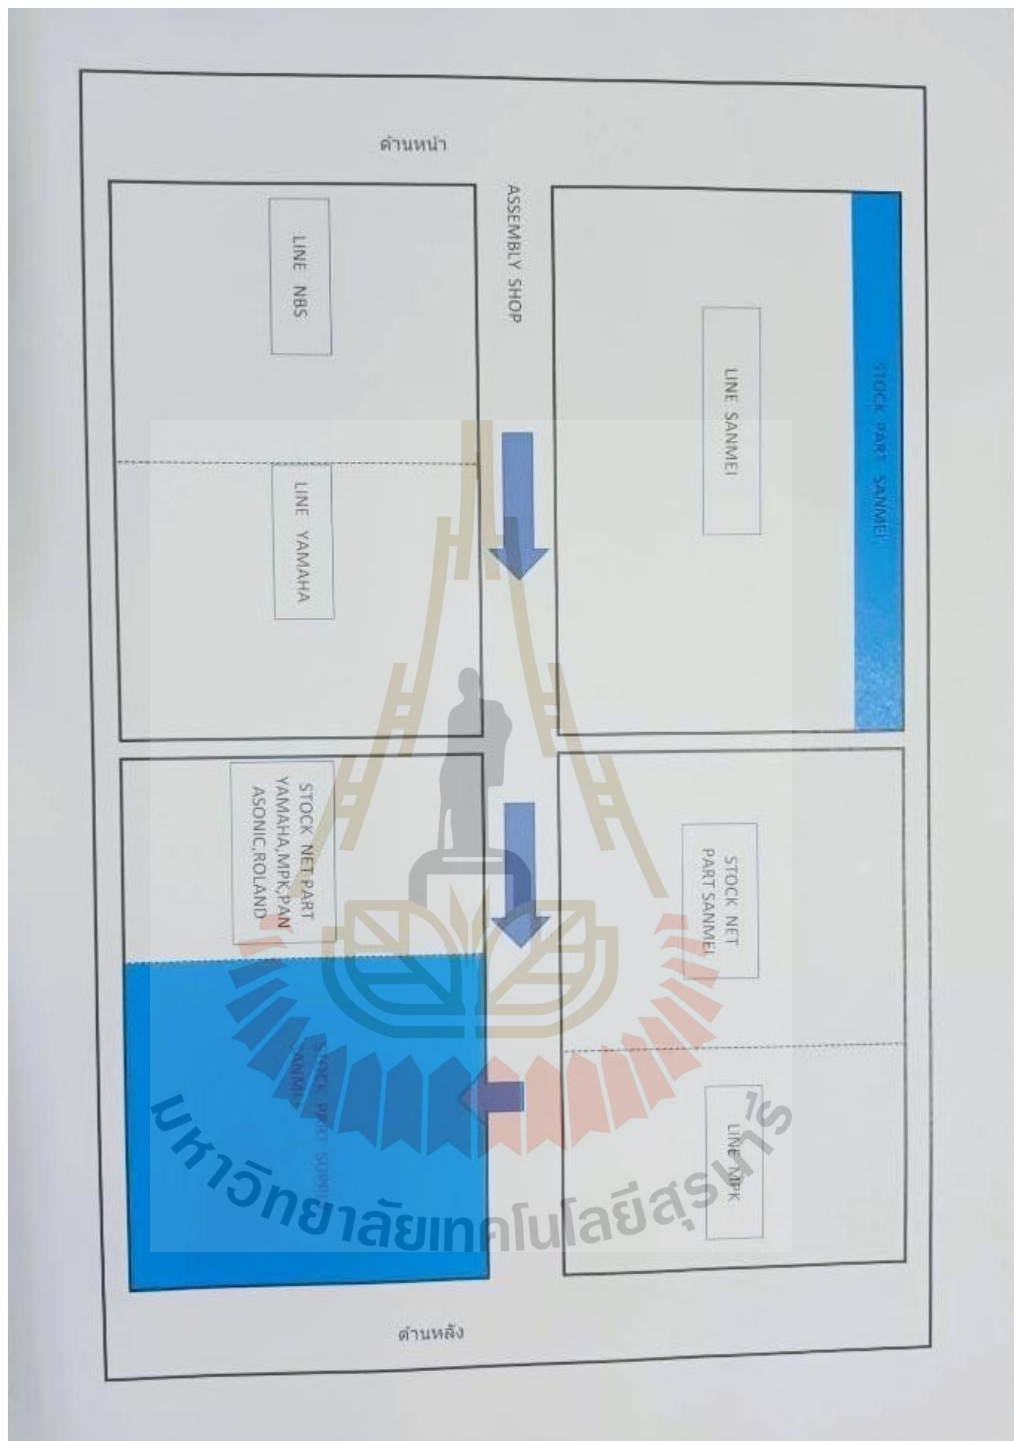 ด้านหน้า
ASSEMBLY SHOP
LINE NBS
LINE SANMEI
STOCK PART SANMEI
LINE YAMAHA
STOCK NET PART
YAMAHA,MPK,PAN
ASONIC,ROLAND
STOCK NET
PART SANMEI
STOCK PART
LINE MPK
มหาวิทยาลัยเทคโนโลยีสุรนารี
ด้านหลัง